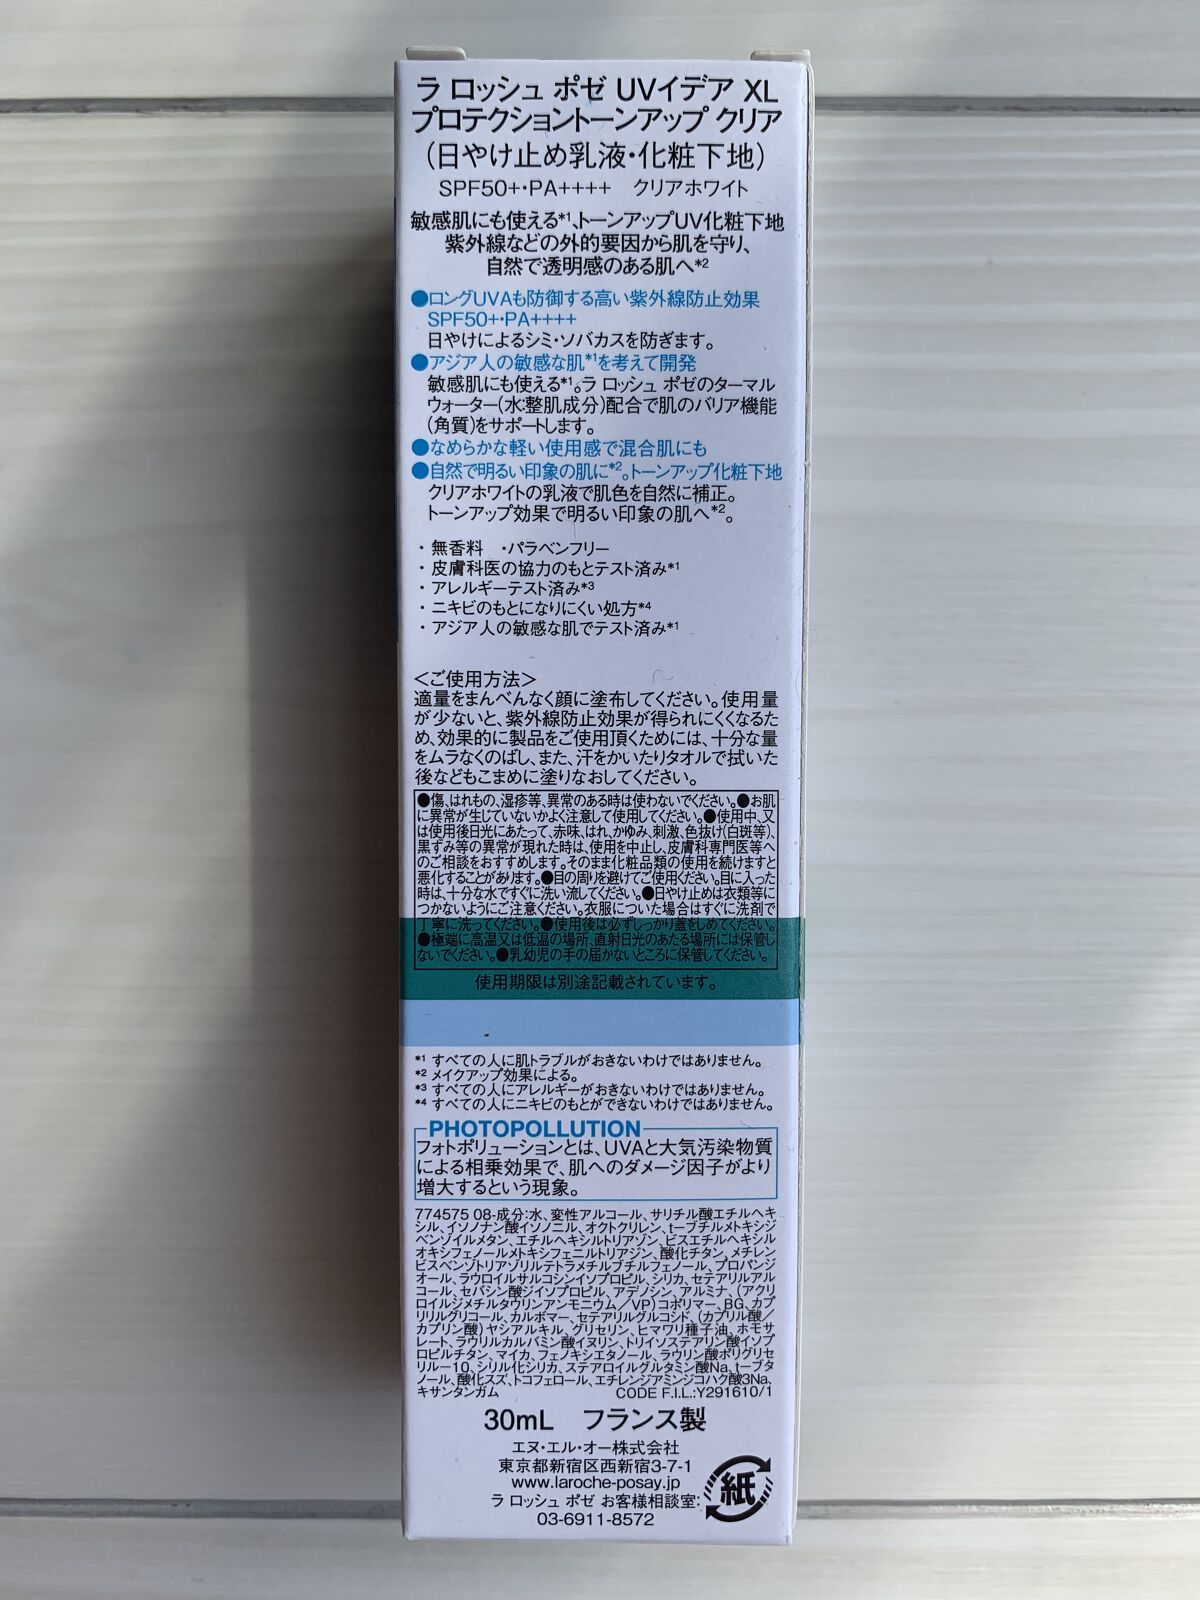 ラ ロッシュ ポゼ UVイデア XL
プロテクショントーンアップ クリア
(日やけ止め乳液・化粧下地)
SPF50+・PA++++　クリアホワイト
敏感肌にも使える*1、トーンアップUV化粧下地
紫外線などの外的要因から肌を守り、
自然で透明感のある肌へ*2
●ロングUVAも防御する高い紫外線防止効果
SPF50+・PA++++
日やけによるシミ・ソバカスを防ぎます。
●アジア人の敏感な肌*1を考えて開発
敏感肌にも使える*1。ラ ロッシュ ポゼのターマル
ウォーター(水:整肌成分)配合で肌のバリア機能
(角質)をサポートします。
●なめらかな軽い使用感で混合肌にも
●自然で明るい印象の肌に*2。トーンアップ化粧下地
クリアホワイトの乳液で肌色を自然に補正。
トーンアップ効果で明るい印象の肌へ*2。
・無香料　・パラベンフリー
・皮膚科医の協力のもとテスト済み*1
・アレルギーテスト済み*3
・ニキビのもとになりにくい処方*4
・アジア人の敏感な肌でテスト済み*1
＜ご使用方法＞
適量をまんべんなく顔に塗布してください。使用量
が少ないと、紫外線防止効果が得られにくくなるた
め、効果的に製品をご使用頂くためには、十分な量
をムラなくのばし、また、汗をかいたりタオルで拭いた
後などもこまめに塗りなおしてください。
●傷、はれもの、湿疹等、異常のある時は使わないでください。●お肌
に異常が生じていないかよく注意して使用してください。●使用中、又
は使用後日光にあたって、赤味、はれ、かゆみ、刺激、色抜け(白斑等)、
黒ずみ等の異常が現れた時は、使用を中止し、皮膚科専門医等へ
のご相談をおすすめします。そのまま化粧品類の使用を続けますと
悪化することがあります。●目の周りを避けてご使用ください。目に入った
時は、十分な水ですぐに洗い流してください。●日やけ止めは衣類等に
つかないようにご注意ください。衣服についた場合はすぐに洗剤で
丁寧に洗ってください。●使用後は必ずしっかり蓋をしめてください。
●極端に高温又は低温の場所、直射日光のあたる場所には保管し
ないでください。●乳幼児の手の届かないところに保管してください。
使用期限は別途記載されています。
*1 すべての人に肌トラブルがおきないわけではありません。
*2 メイクアップ効果による。
*3 すべての人にアレルギーがおきないわけではありません。
*4 すべての人にニキビのもとができないわけではありません。
PHOTOPOLLUTION
フォトポリューションとは、UVAと大気汚染物質
による相乗効果で、肌へのダメージ因子がより
増大するという現象。
774575 08-成分:水、変性アルコール、サリチル酸エチルヘキ
シル、イソノナン酸イソノニル、オクトクリレン、t-ブチルメトキシジ
ベンゾイルメタン、エチルヘキシルトリアゾン、ビスエチルヘキシル
オキシフェノールメトキシフェニルトリアジン、酸化チタン、メチレン
ビスベンゾトリアゾリルテトラメチルブチルフェノール、プロパンジ
オール、ラウロイルサルコシンイソプロピル、シリカ、セテアリルアル
コール、セバシン酸ジイソプロピル、アデノシン、アルミナ、(アクリ
ロイルジメチルタウリンアンモニウム／VP)コポリマー、BG、カプ
リリルグリコール、カルボマー、セテアリルグルコシド、(カプリル酸／
カプリン酸)ヤシアルキル、グリセリン、ヒマワリ種子油、ホモサ
レート、ラウリルカルバミン酸イヌリン、トリイソステアリン酸イソプ
ロピルチタン、マイカ、フェノキシエタノール、ラウリン酸ポリグリセ
リル-10、シリル化シリカ、ステアロイルグルタミン酸Na、t-ブタ
ノール、酸化スズ、トコフェロール、エチレンジアミンジコハク酸3Na、
キサンタンガム　CODE F.I.L.:Y291610/1
30mL　フランス製
エヌ・エル・オー株式会社
東京都新宿区西新宿3-7-1
www.laroche-posay.jp
ラ ロッシュ ポゼ お客様相談室:
03-6911-8572
紙